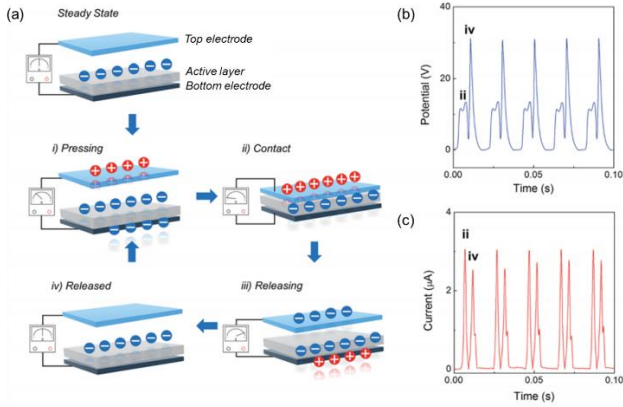 (a)
Steady State
Top electrode
Active layer
Bottom electrode
i) Pressing
ii) Contact
iv) Released
iii) Releasing
(b)
iv
ii
Potential (V)
40
20
0
0.00
0.05
0.10
Time (s)
(c)
ii
iv
Current (μA)
4
2
0
0.00
0.05
0.10
Time (s)